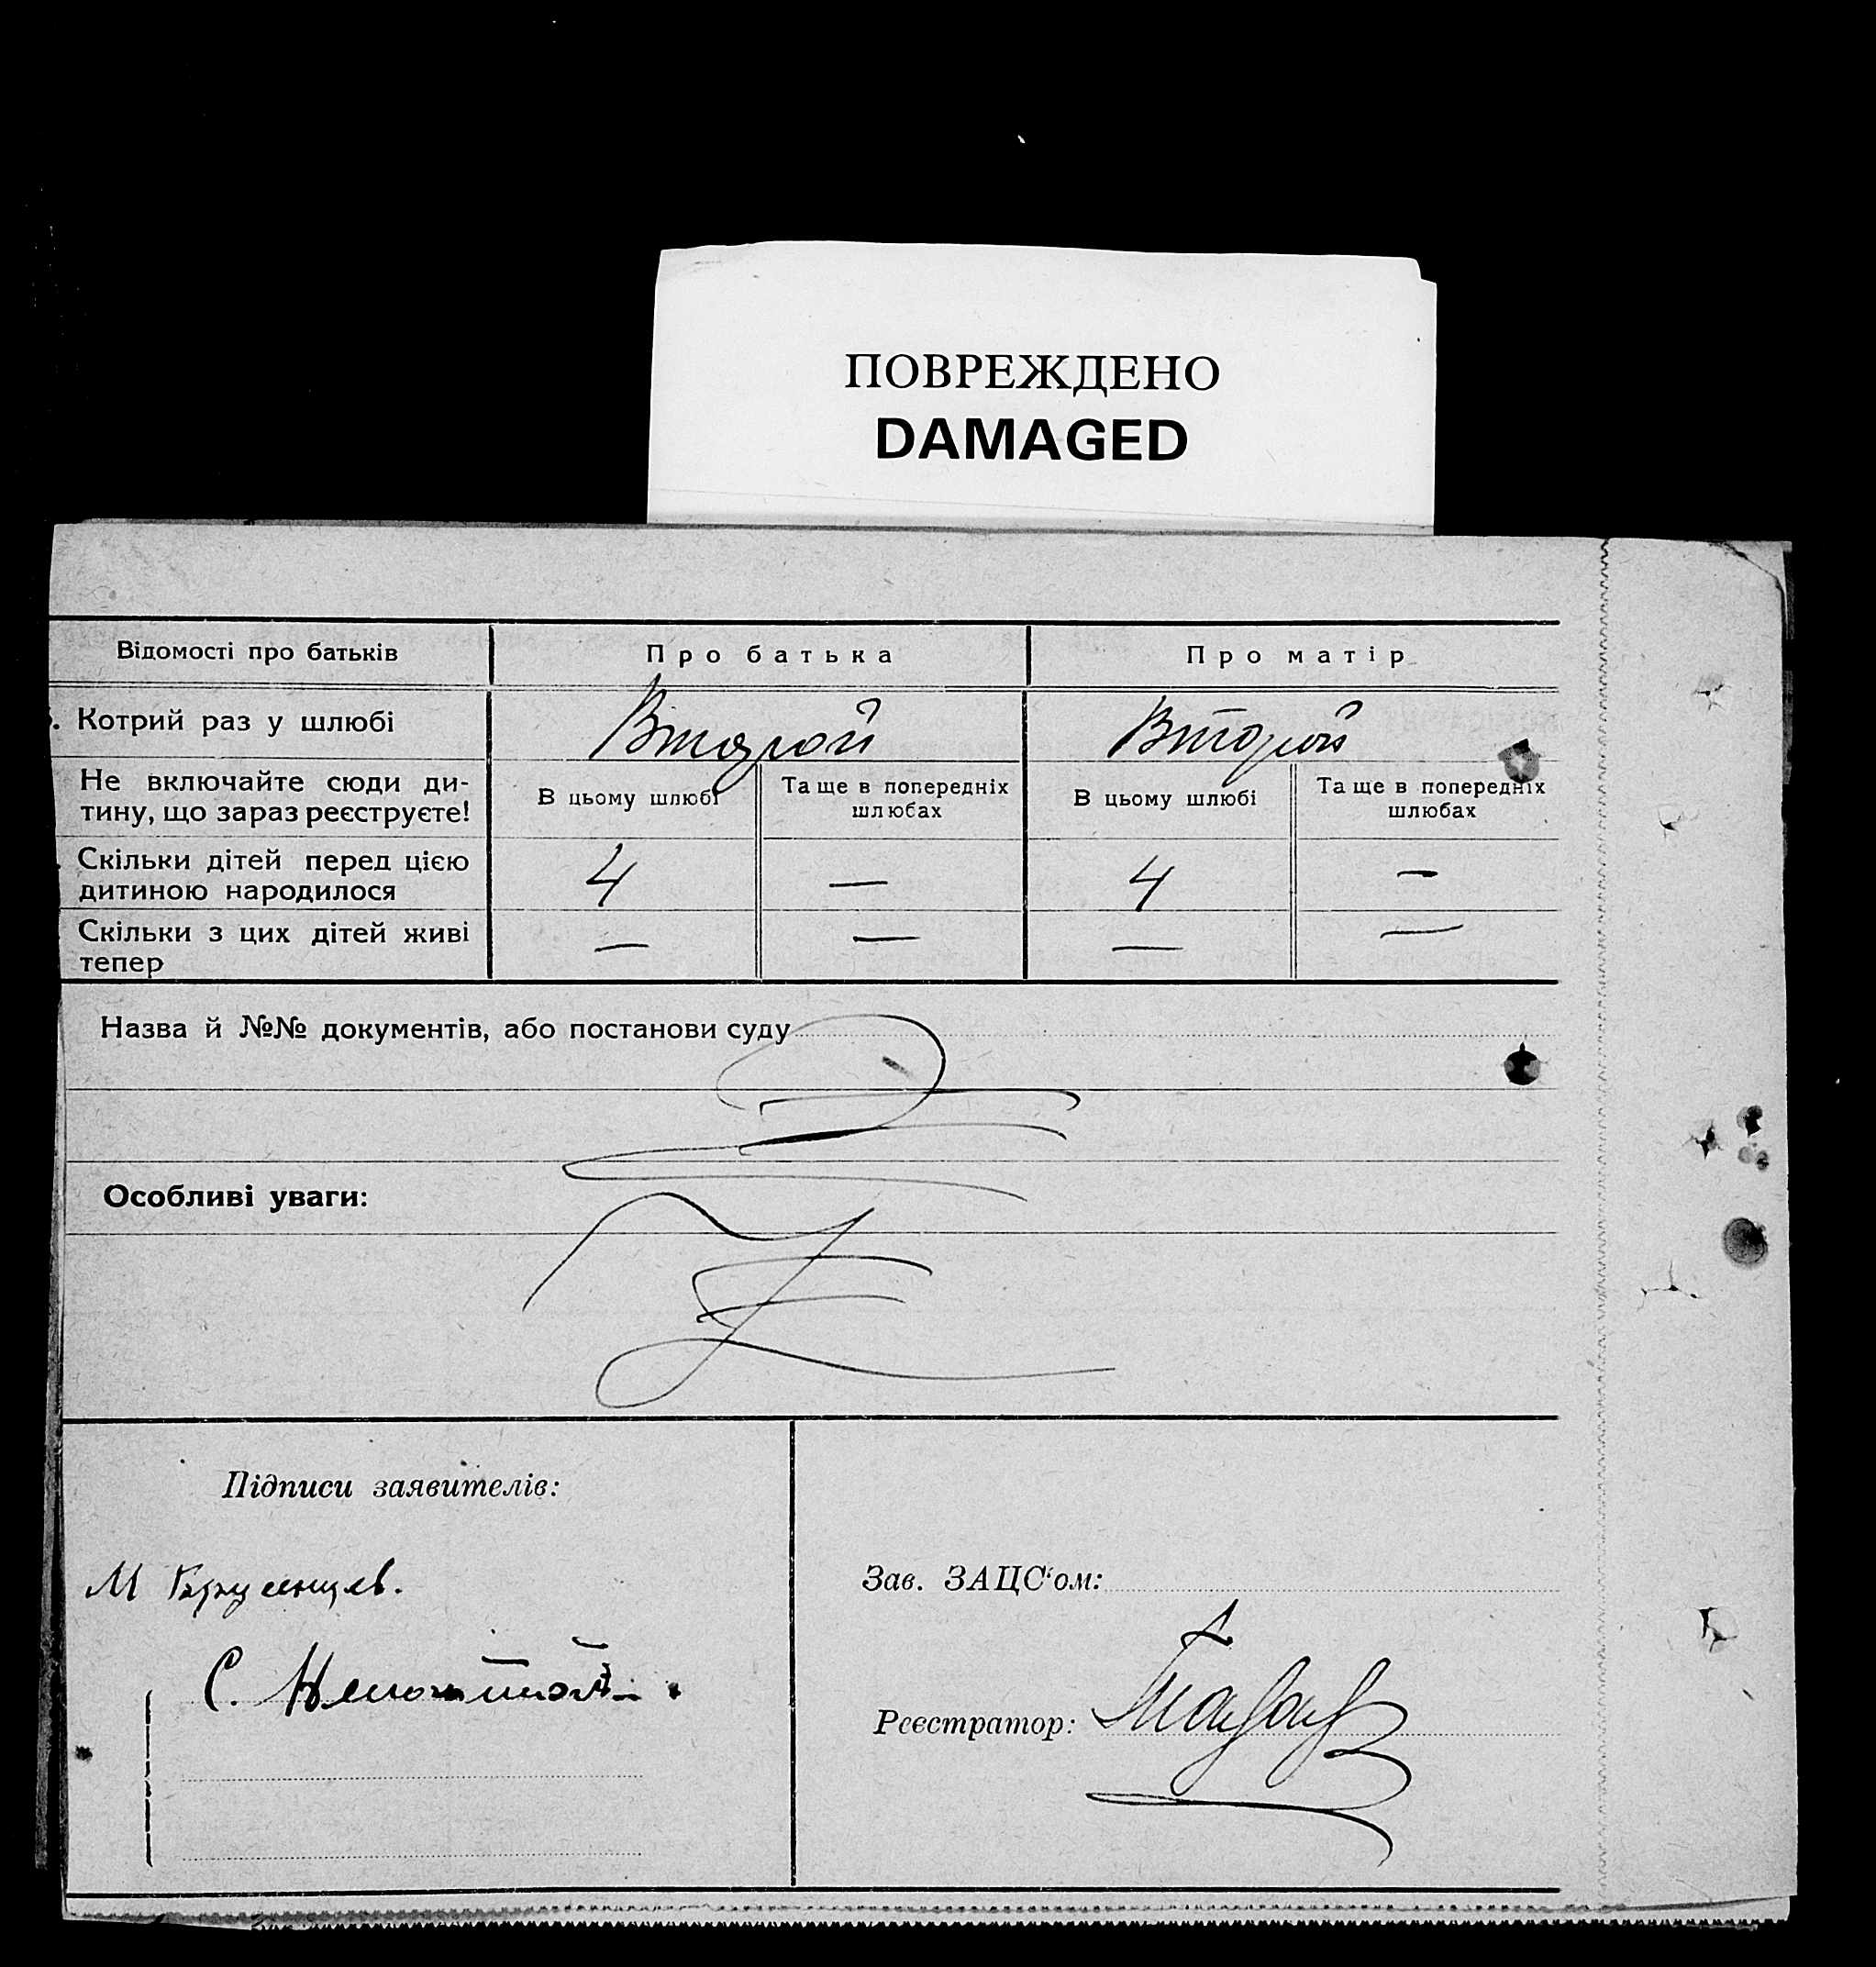 ПОВРЕЖДЕНО
DAMAGED
Відомості про батьків
Про батька
Про матір
Котрий раз у шлюбі
Второй
Второй
Не включайте сюди ди-
тину, що зараз реєструєте!
В цьому шлюбі
Та ще в попередніх
шлюбах
В цьому шлюбі
Та ще в попередніх
шлюбах
Скільки дітей перед цією
дитиною народилося
4
—
4
—
Скільки з цих дітей живі
тепер
—
—
—
—
Назва й №№ документів, або постанови суду
Особливі уваги:
Підписи заявителів:
М
С.
Зав. ЗАЦС'ом:
Реєстратор: